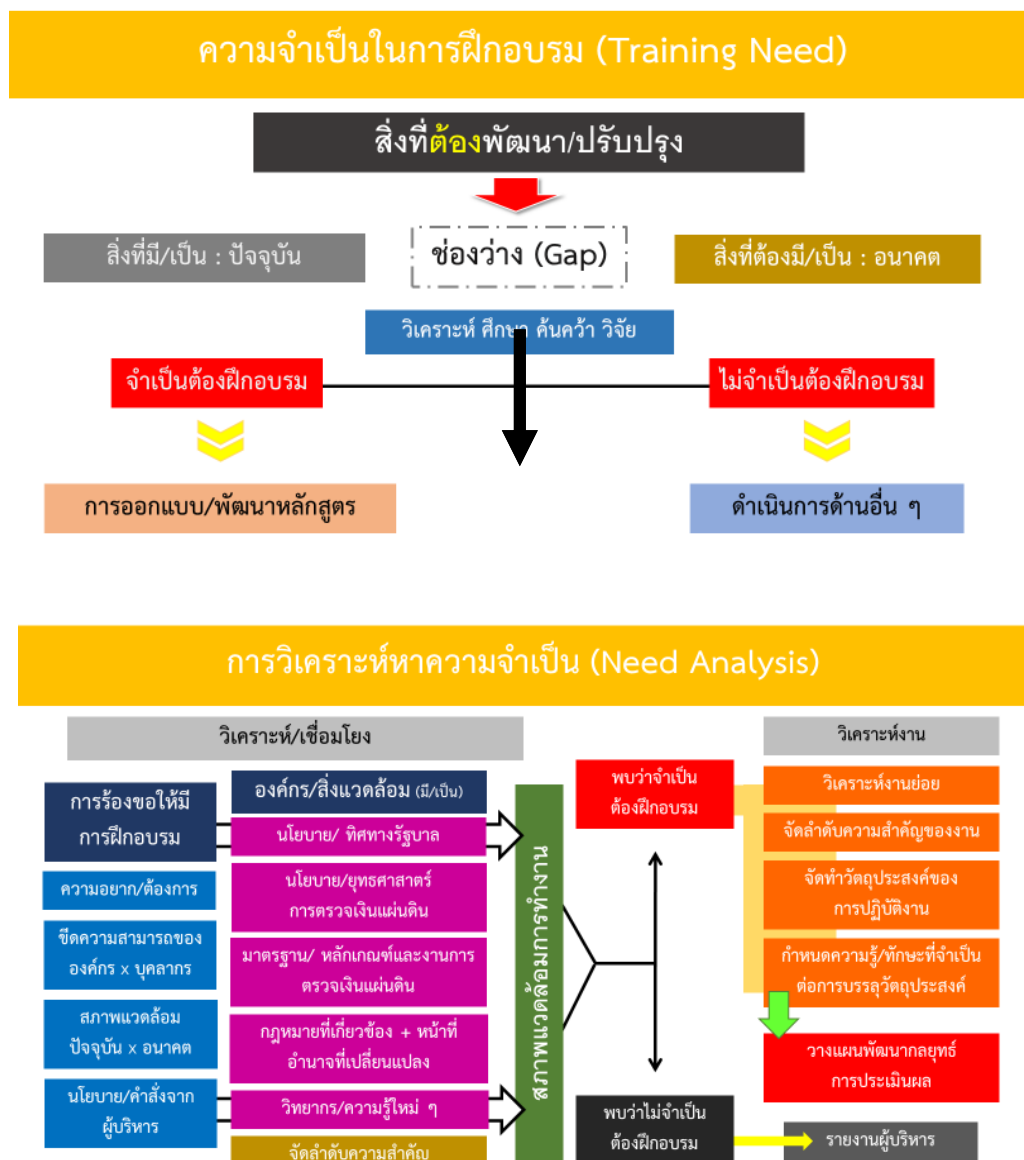 ความจำเป็นในการฝึกอบรม (Training Need)
สิ่งที่ต้องพัฒนา/ปรับปรุง
สิ่งที่มี/เป็น : ปัจจุบัน
ช่องว่าง (Gap)
สิ่งที่ต้องมี/เป็น : อนาคต
วิเคราะห์ ศึกษา ค้นคว้า วิจัย
จำเป็นต้องฝึกอบรม
ไม่จำเป็นต้องฝึกอบรม
การออกแบบ/พัฒนาหลักสูตร
ดำเนินการด้านอื่น ๆ
การวิเคราะห์หาความจำเป็น (Need Analysis)
วิเคราะห์/เชื่อมโยง
การร้องขอให้มี
การฝึกอบรม
ความอยาก/ต้องการ
ขีดความสามารถของ
องค์กร x บุคลากร
สภาพแวดล้อม
ปัจจุบัน x อนาคต
นโยบาย/คำสั่งจาก
ผู้บริหาร
องค์กร/สิ่งแวดล้อม (มี/เป็น)
นโยบาย/ ทิศทางรัฐบาล
นโยบาย/ยุทธศาสตร์
การตรวจเงินแผ่นดิน
มาตรฐาน/ หลักเกณฑ์และงานการ
ตรวจเงินแผ่นดิน
กฎหมายที่เกี่ยวข้อง + หน้าที่
อำนาจที่เปลี่ยนแปลง
วิทยากร/ความรู้ใหม่ ๆ
จัดลำดับความสำคัญ
สภาพแวดล้อมการทำงาน
พบว่าจำเป็น
ต้องฝึกอบรม
พบว่าไม่จำเป็น
ต้องฝึกอบรม
วิเคราะห์งาน
วิเคราะห์งานย่อย
จัดลำดับความสำคัญของงาน
จัดทำวัตถุประสงค์ของ
การปฏิบัติงาน
กำหนดความรู้/ทักษะที่จำเป็น
ต่อการบรรลุวัตถุประสงค์
วางแผนพัฒนากลยุทธ์
การประเมินผล
รายงานผู้บริหาร